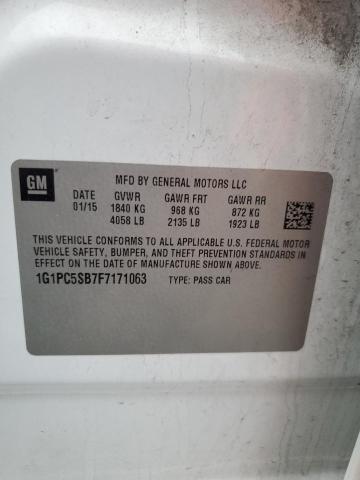 GM
MFD BY GENERAL MOTORS LLC
DATE GVWR GAWR FRT GAWR RR
01/15 1840 KG 968 KG 872 KG
4058 LB 2135 LB 1923 LB
THIS VEHICLE CONFORMS TO ALL APPLICABLE U.S. FEDERAL MOTOR
VEHICLE SAFETY, BUMPER, AND THEFT PREVENTION STANDARDS
IN EFFECT ON THE DATE OF MANUFACTURE SHOWN ABOVE.
1G1PC5SB7F7171063 TYPE: PASS CAR